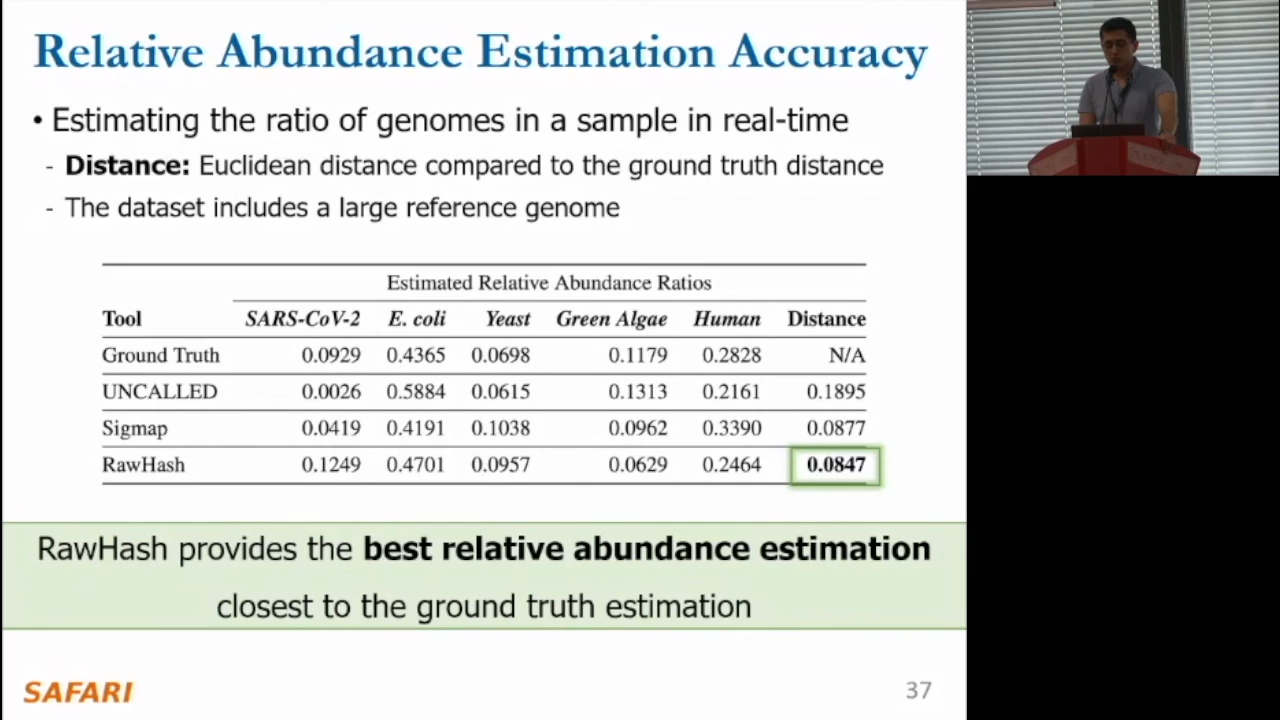 Relative Abundance Estimation Accuracy
• Estimating the ratio of genomes in a sample in real-time
- Distance: Euclidean distance compared to the ground truth distance
- The dataset includes a large reference genome
Estimated Relative Abundance Ratios
Tool SARS-CoV-2 E. coli Yeast Green Algae Human Distance
Ground Truth 0.0929 0.4365 0.0698 0.1179 0.2828 N/A
UNCALLED 0.0026 0.5884 0.0615 0.1313 0.2161 0.1895
Sigmap 0.0419 0.4191 0.1038 0.0962 0.3390 0.0877
RawHash 0.1249 0.4701 0.0957 0.0629 0.2464 0.0847
RawHash provides the best relative abundance estimation
closest to the ground truth estimation
SAFARI
37